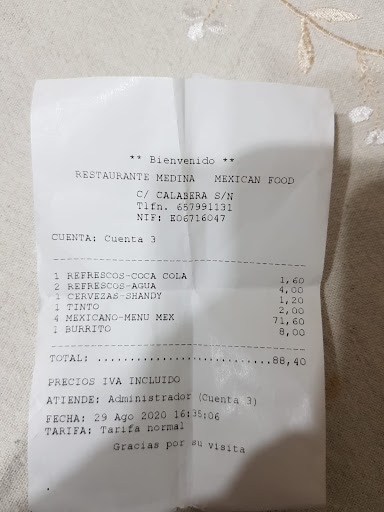 ** Bienvenido **
RESTAURANTE MEDINA MEXICAN FOOD
C/ CALABERA S/N
Tlfn. 657991131
NIF: E06716047
CUENTA: Cuenta 3
1 REFRESCOS-COCA COLA 1,60
2 REFRESCOS-AGUA 4,00
1 CERVEZAS-SHANDY 1,20
1 TINTO 2,00
4 MEXICANO-MENU MEX 71,60
1 BURRITO 8,00
TOTAL: ...........................88,40
PRECIOS IVA INCLUIDO
ATIENDE: Administrador (Cuenta 3)
FECHA: 29 Ago 2020 16:35:06
TARIFA: Tarifa normal
Gracias por su visita